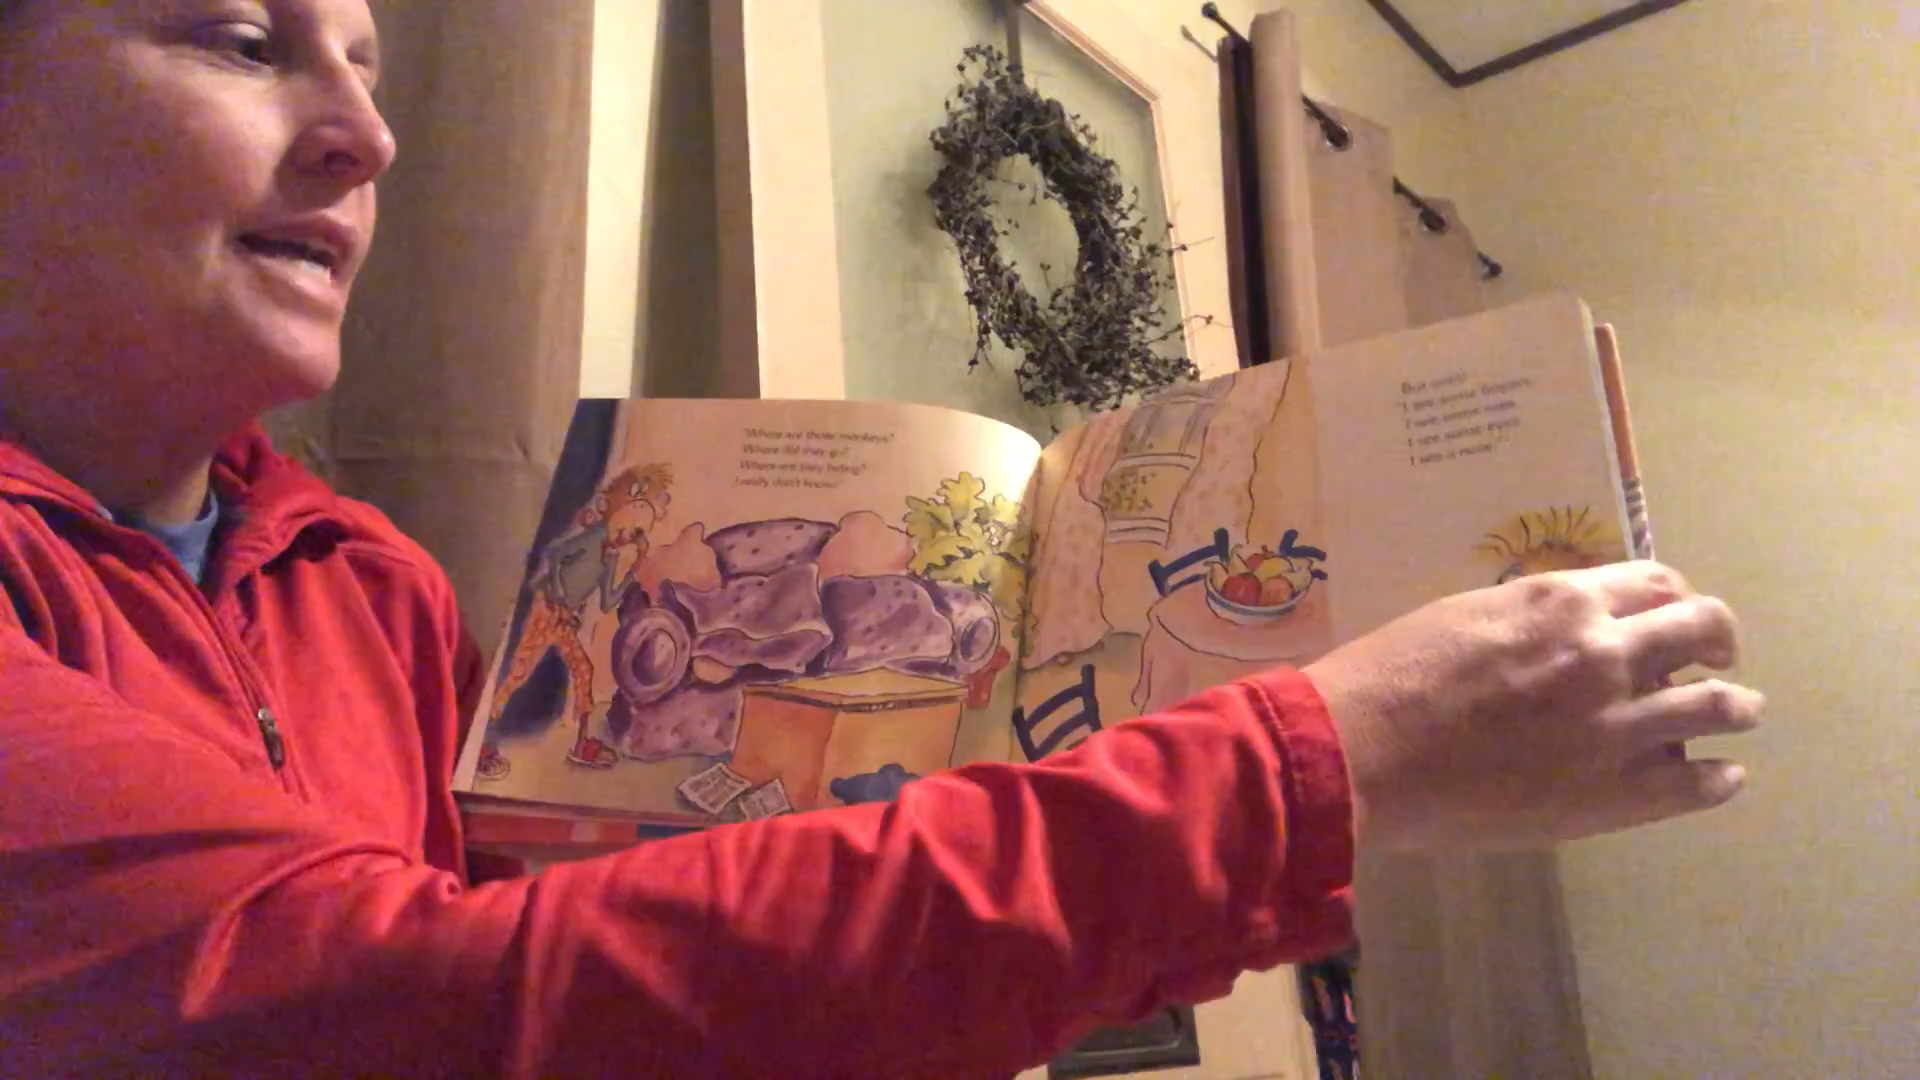 "Where are those monkeys?
Where did they go?
Where are they hiding?
I really don't know!"
But wait!
"I see some fingers.
I see some
I see some eyes.
I see a nose."